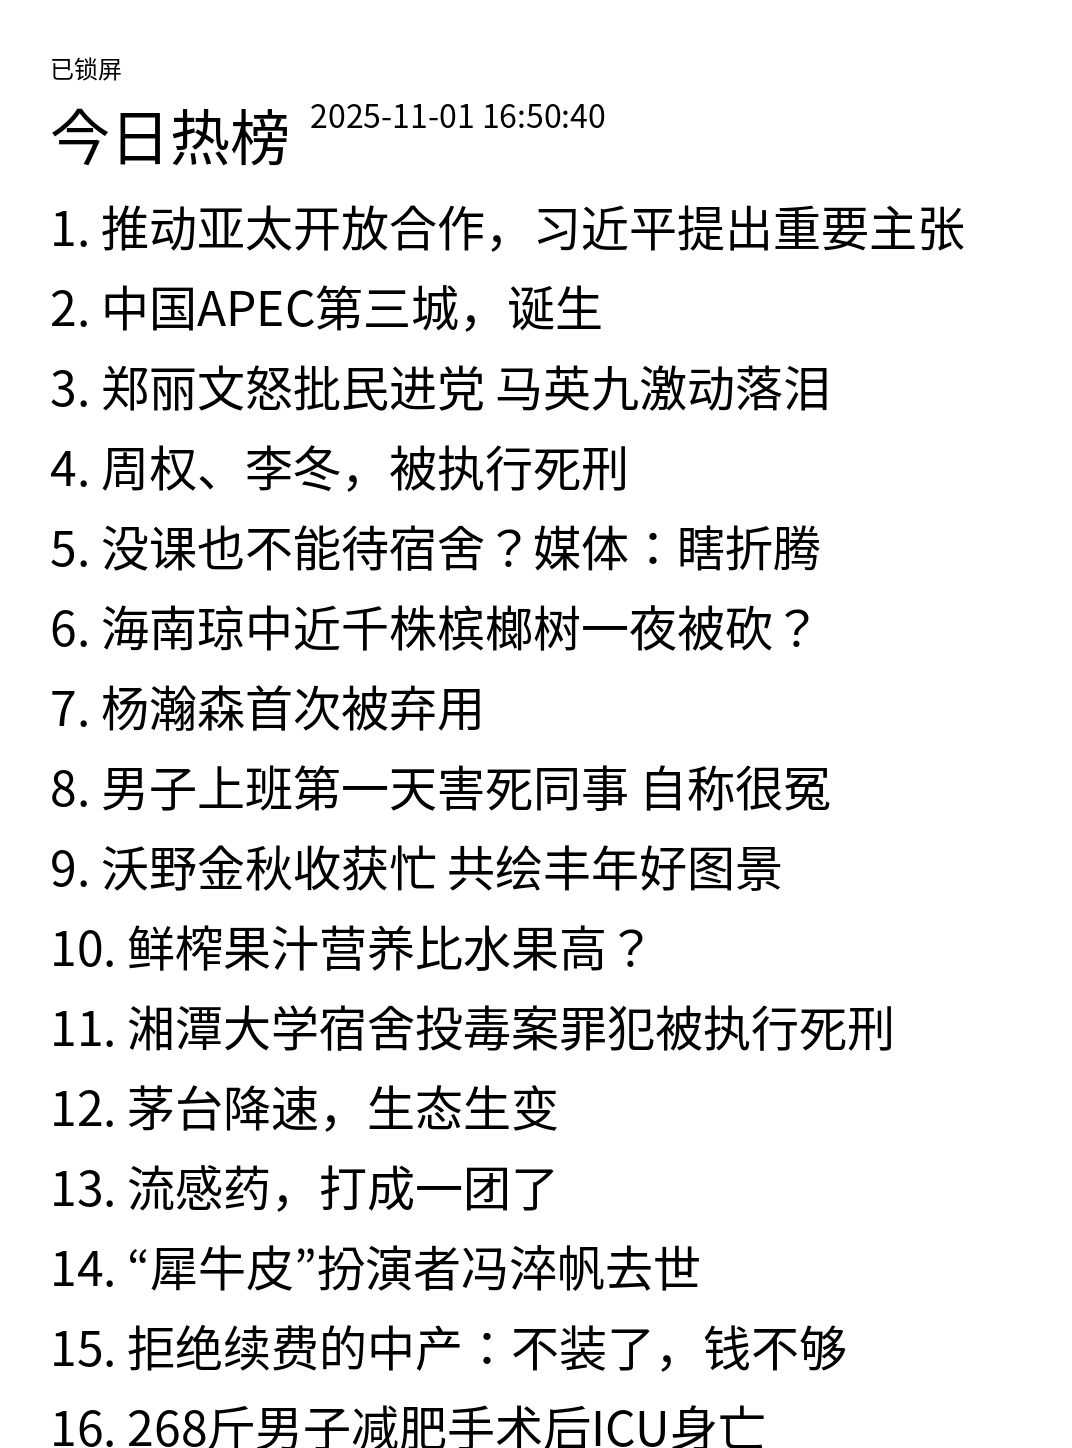 已锁屏
今日热榜 2025-11-01 16:50:40
1. 推动亚太开放合作，习近平提出重要主张
2. 中国APEC第三城，诞生
3. 郑丽文怒批民进党 马英九激动落泪
4. 周权、李冬，被执行死刑
5. 没课也不能待宿舍？媒体：瞎折腾
6. 海南琼中近千株槟榔树一夜被砍？
7. 杨瀚森首次被弃用
8. 男子上班第一天害死同事 自称很冤
9. 沃野金秋收获忙 共绘丰年好图景
10. 鲜榨果汁营养比水果高？
11. 湘潭大学宿舍投毒案罪犯被执行死刑
12. 茅台降速，生态生变
13. 流感药，打成一团了
14. “犀牛皮”扮演者冯淬帆去世
15. 拒绝续费的中产：不装了，钱不够
16. 268斤男子减肥手术后ICU身亡